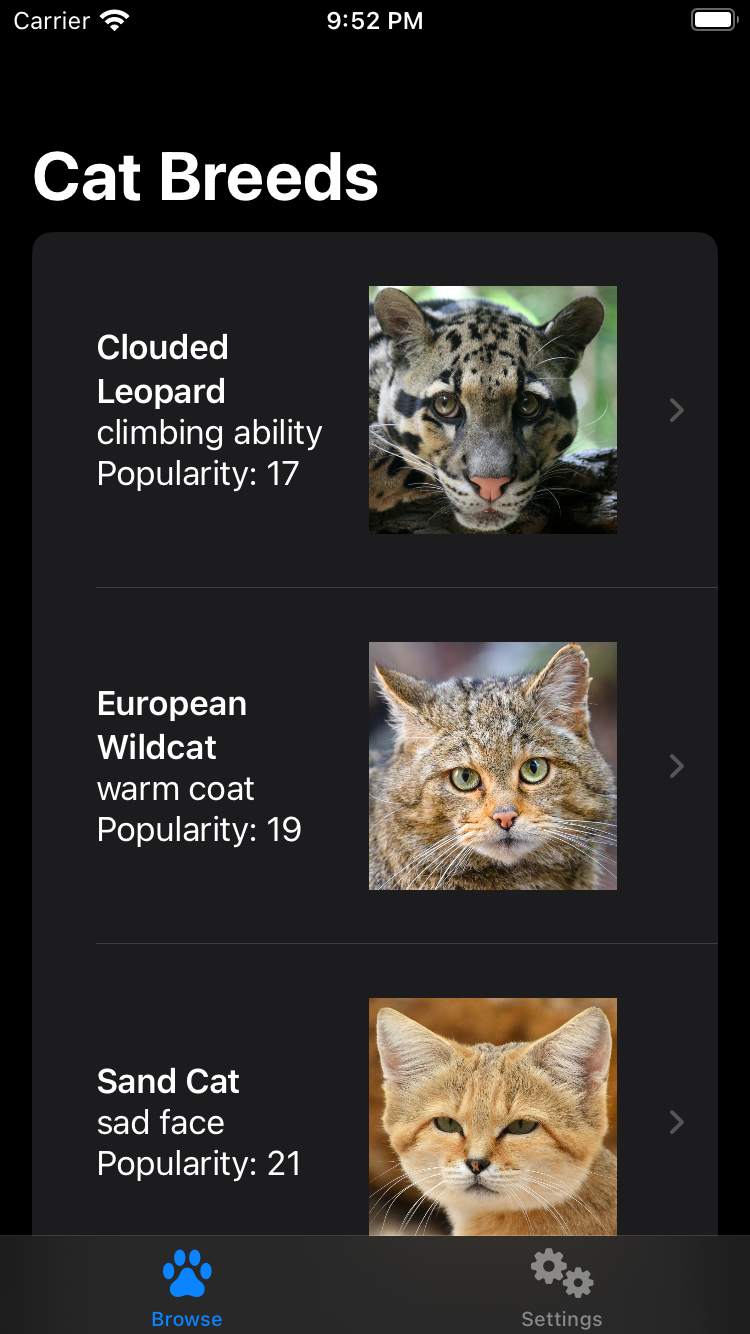 Carrier 9:52 PM
Cat Breeds
Clouded
Leopard
climbing ability
Popularity: 17
European
Wildcat
warm coat
Popularity: 19
Sand Cat
sad face
Popularity: 21
Browse Settings